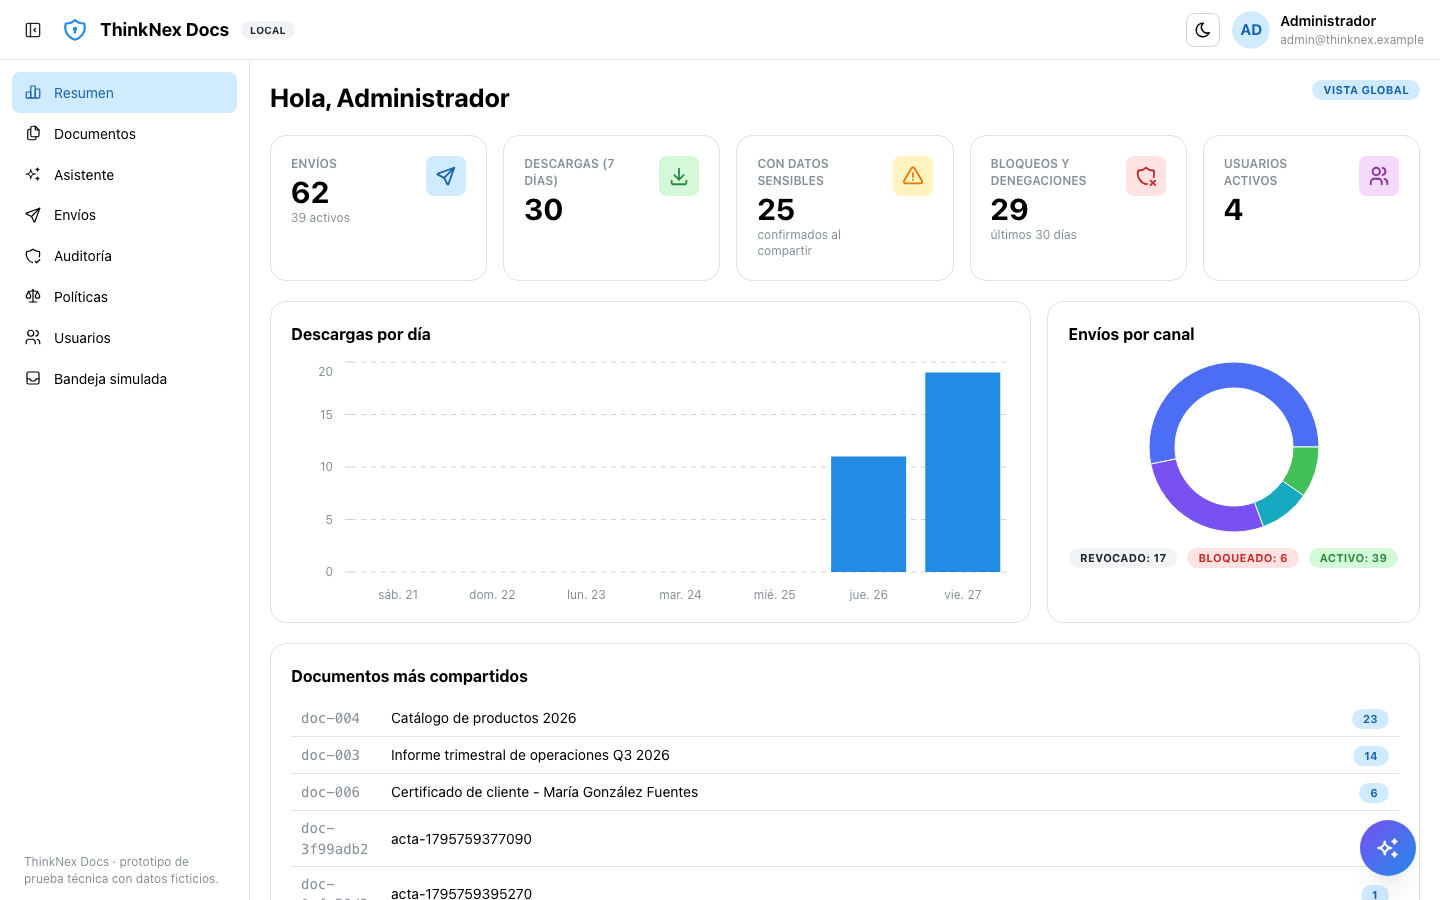 ThinkNex Docs
LOCAL
AD
Administrador
admin@thinknex.example
Resumen
Documentos
Asistente
Envíos
Auditoría
Políticas
Usuarios
Bandeja simulada
ThinkNex Docs · prototipo de
prueba técnica con datos ficticios.
Hola, Administrador
VISTA GLOBAL
ENVÍOS
62
39 activos
DESCARGAS (7
DÍAS)
30
CON DATOS
SENSIBLES
25
confirmados al
compartir
BLOQUEOS Y
DENEGACIONES
29
últimos 30 días
USUARIOS
ACTIVOS
4
Descargas por día
20
15
10
5
0
sáb. 21
dom. 22
lun. 23
mar. 24
mié. 25
jue. 26
vie. 27
Envíos por canal
REVOCADO: 17
BLOQUEADO: 6
ACTIVO: 39
Documentos más compartidos
doc-004 Catálogo de productos 2026 23
doc-003 Informe trimestral de operaciones Q3 2026 14
doc-006 Certificado de cliente - María González Fuentes 6
doc-
3f99adb2
acta-1795759377090
doc-
acta-1795759395270
1